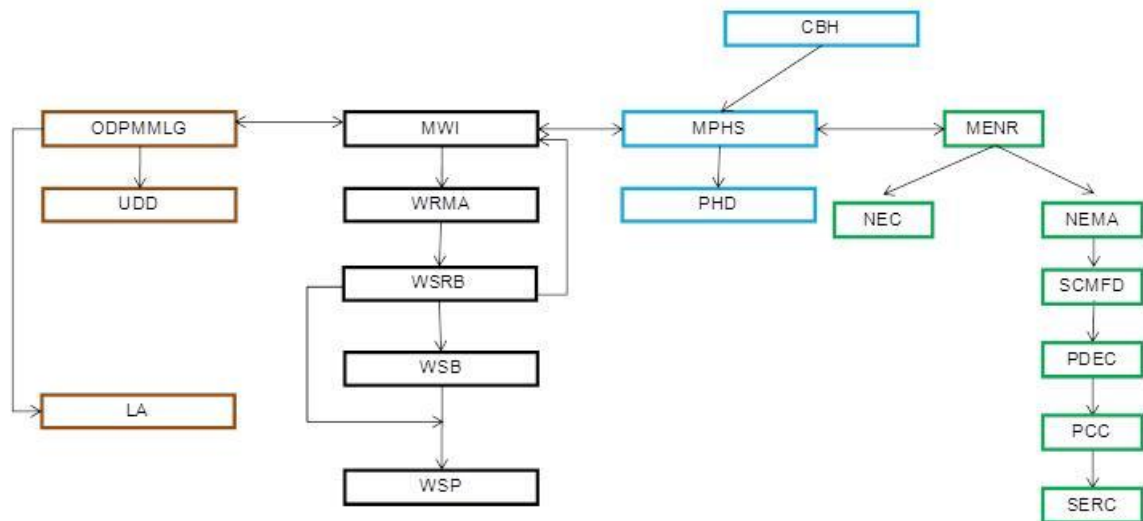 CBH
ODPMMLG
MWI
MPHS
MENR
UDD
WRMA
PHD
NEC
NEMA
WSRB
SCMFD
WSB
PDEC
LA
PCC
WSP
SERC